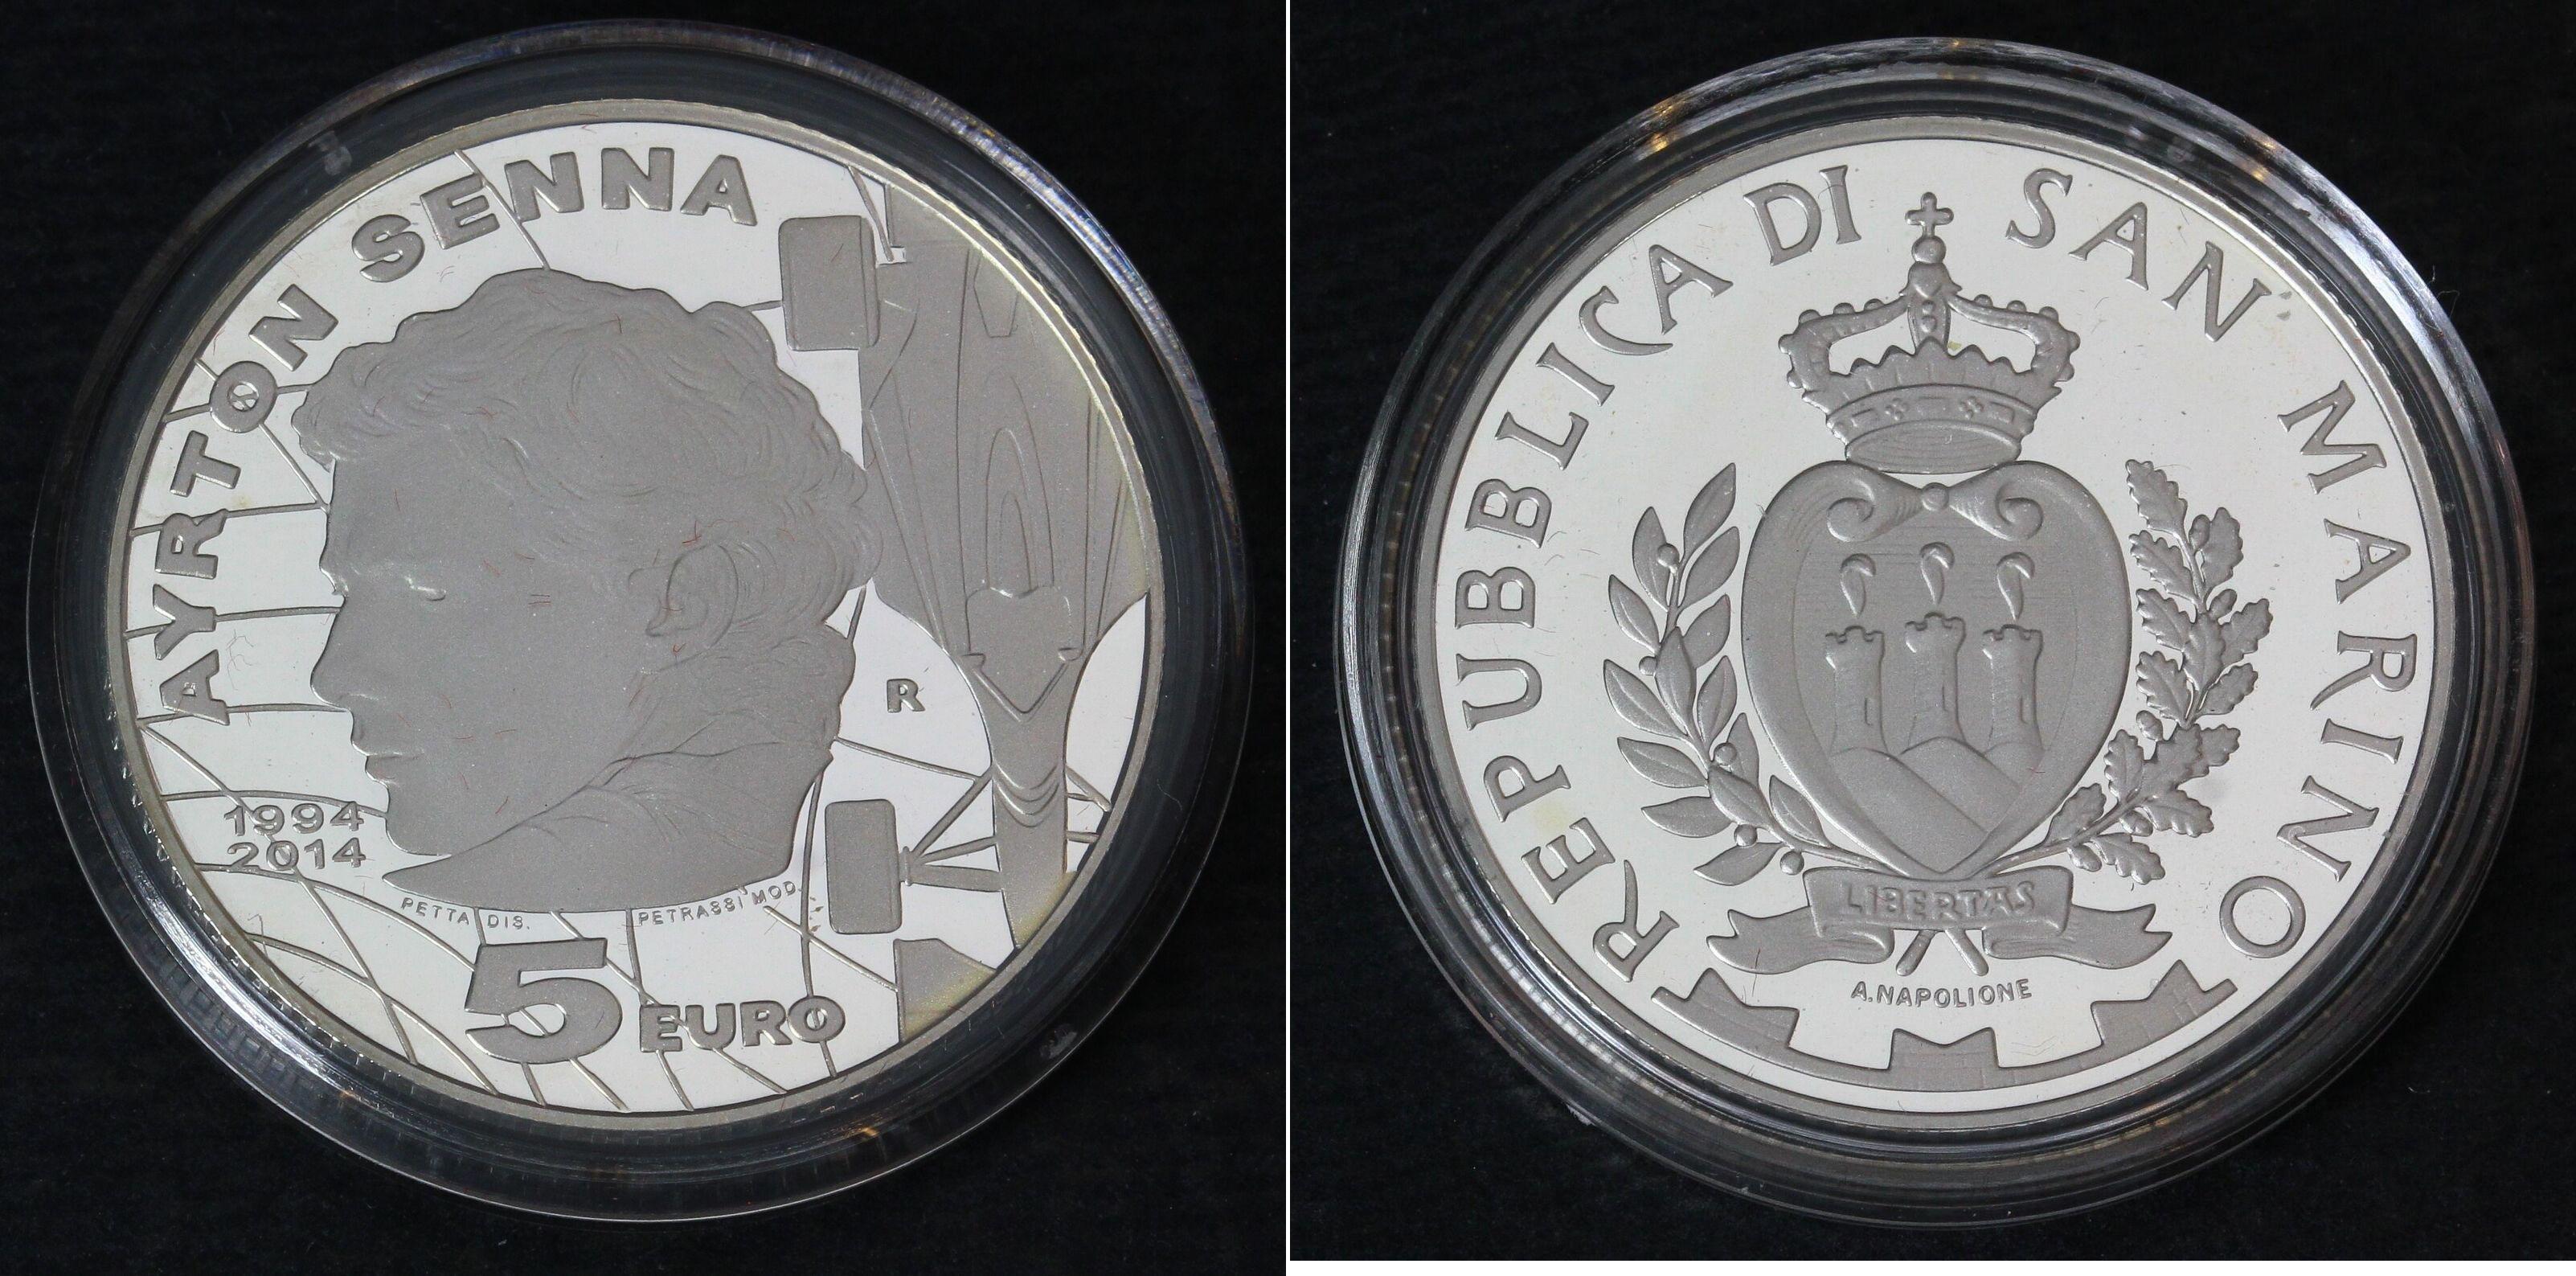 AYRTON SENNA
R
1994
2014
PETTA DIS.
PETRASSI MOD.
5 EURO
REPUBBLICA DI SAN MARINO
LIBERTAS
A. NAPOLIONE